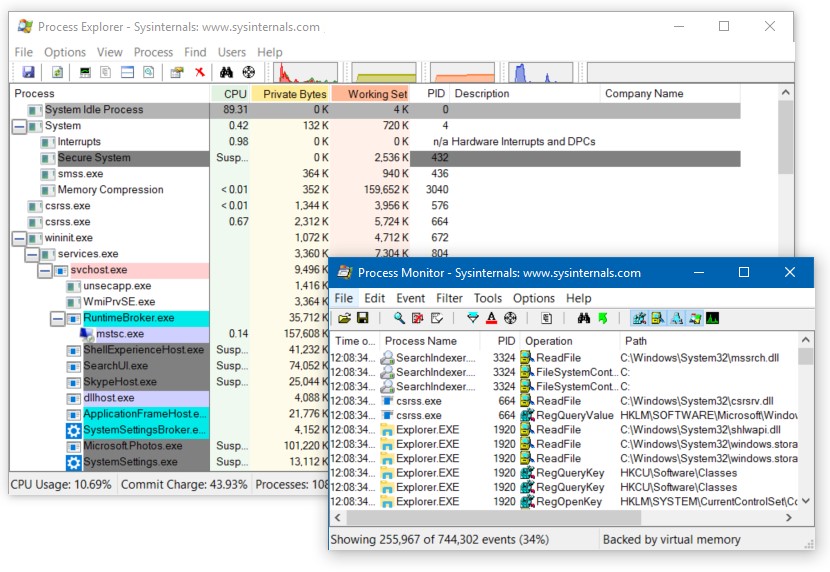 Process Explorer - Sysinternals: www.sysinternals.com
File Options View Process Find Users Help
Process CPU Private Bytes Working Set PID Description Company Name
System Idle Process 89.31 0 K 4 K 0
System 0.42 132 K 720 K 4
Interrupts 0.98 0 K 0 K n/a Hardware Interrupts and DPCs
Secure System Susp... 0 K 2,536 K 432
smss.exe 364 K 940 K 436
Memory Compression < 0.01 352 K 159,652 K 3040
csrss.exe < 0.01 1,344 K 3,956 K 576
csrss.exe 0.67 2,312 K 5,724 K 664
wininit.exe 1,072 K 4,712 K 672
services.exe 3,360 K 7,304 K 804
svchost.exe 9,496 K
unsecapp.exe 1,416 K
WmiPrvSE.exe 3,364 K
RuntimeBroker.exe 35,712 K
mstsc.exe 0.14 157,608 K
ShellExperienceHost.exe Susp... 41,232 K
SearchUI.exe Susp... 74,052 K
SkypeHost.exe Susp... 25,044 K
dllhost.exe 4,088 K
ApplicationFrameHost.e... 21,776 K
SystemSettingsBroker.e... 4,152 K
Microsoft.Photos.exe Susp... 101,220 K
SystemSettings.exe Susp... 13,112 K
CPU Usage: 10.69% Commit Charge: 43.93% Processes: 108
Process Monitor - Sysinternals: www.sysinternals.com
File Edit Event Filter Tools Options Help
Time o... Process Name PID Operation Path
12:08:34... SearchIndexer.... 3324 ReadFile C:\Windows\System32\mssrch.dll
12:08:34... SearchIndexer.... 3324 FileSystemCont... C:
12:08:34... SearchIndexer.... 3324 FileSystemCont... C:
12:08:34... csrss.exe 664 ReadFile C:\Windows\System32\csrsrv.dll
12:08:34... csrss.exe 664 RegQueryValue HKLM\SOFTWARE\Microsoft\Window
12:08:34... Explorer.EXE 1920 ReadFile C:\Windows\System32\shlwapi.dll
12:08:34... Explorer.EXE 1920 ReadFile C:\Windows\System32\windows.stora
12:08:34... Explorer.EXE 1920 ReadFile C:\Windows\System32\windows.stora
12:08:34... Explorer.EXE 1920 RegQueryKey HKCU\Software\Classes
12:08:34... Explorer.EXE 1920 RegQueryKey HKCU\Software\Classes
12:08:34... Explorer.EXE 1920 RegOpenKey HKLM\SYSTEM\CurrentControlSet\Co
Showing 255,967 of 744,302 events (34%) Backed by virtual memory